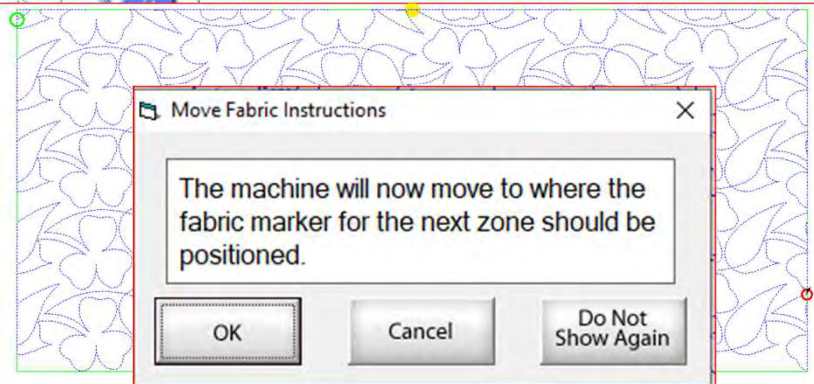 Move Fabric Instructions
The machine will now move to where the
fabric marker for the next zone should be
positioned.
OK
Cancel
Do Not
Show Again